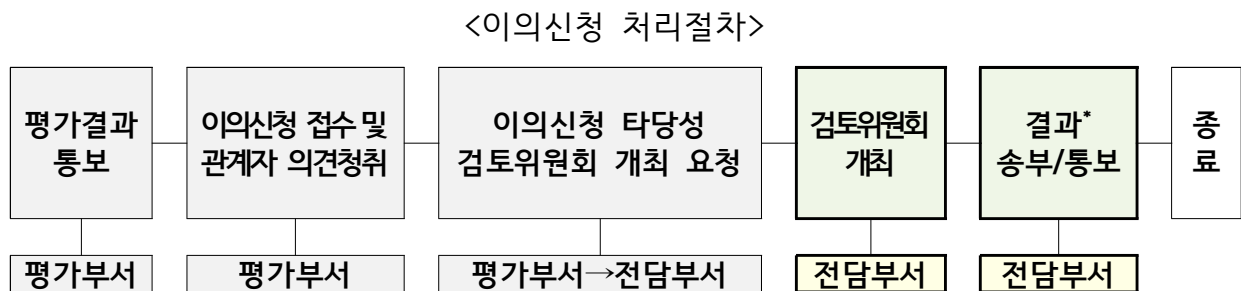 <이의신청 처리절차>
평가결과
통보
이의신청 접수 및
관계자 의견청취
이의신청 타당성
검토위원회 개최 요청
검토위원회
개최
결과*
송부/통보
종
료
평가부서
평가부서
평가부서→전담부서
전담부서
전담부서